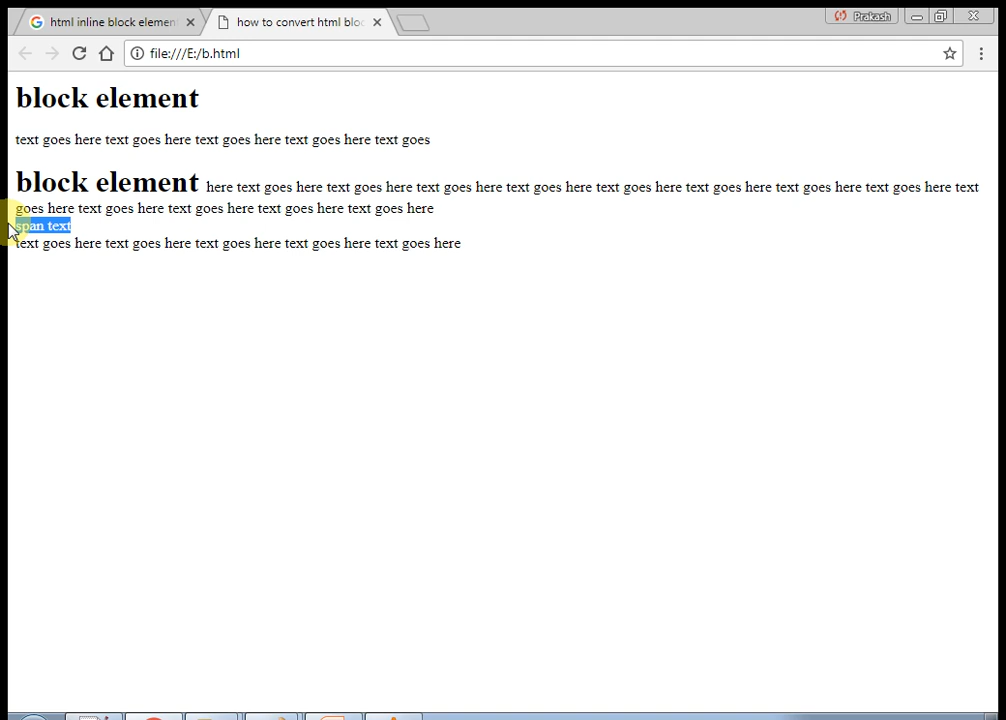 html inline block elemen
how to convert html bloc
Prakash
file:///E:/b.html
block element
text goes here text goes here text goes here text goes here text goes
block element here text goes here text goes here text goes here text goes here text goes here text goes here text goes here text goes here text
goes here text goes here text goes here text goes here text goes here
span text
text goes here text goes here text goes here text goes here text goes here